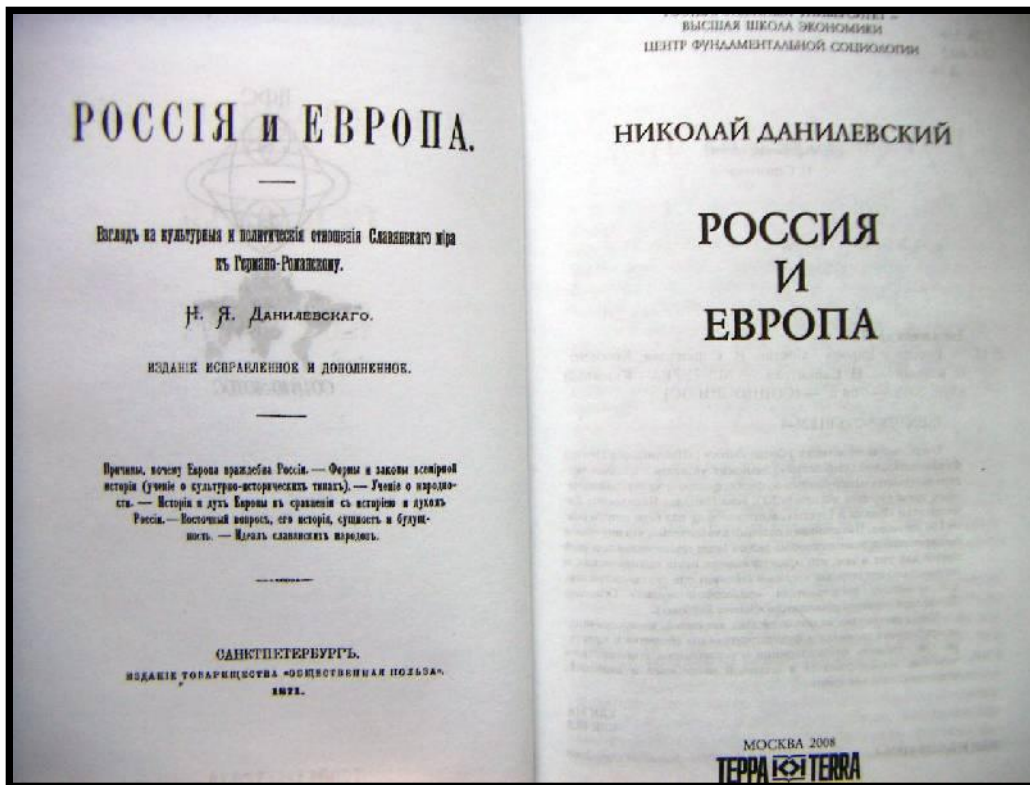 РОССІЯ и ЕВРОПА.
Взглядъ на культурныя и политическія отношенія Славянскаго міра
къ Германо-Романскому.
Н. Я. Данилевскаго.
ИЗДАНІЕ ИСПРАВЛЕННОЕ И ДОПОЛНЕННОЕ.
Причины, почему Европа враждебна Россіи. — Формы и законы всемірной
исторіи (ученіе о культурно-историческихъ типахъ). — Ученіе о народно-
сти. — Исторія и духъ Европы въ сравненіи съ исторіею и духомъ
Россіи. — Восточный вопросъ, его исторія, сущность и будущ-
ность. — Идеалъ славянскихъ народовъ.
САНКТПЕТЕРБУРГЪ.
ИЗДАНІЕ ТОВАРИЩЕСТВА «ОБЩЕСТВЕННАЯ ПОЛЬЗА».
1871.
ВЫСШАЯ ШКОЛА ЭКОНОМИКИ
ЦЕНТР ФУНДАМЕНТАЛЬНОЙ СОЦИОЛОГИИ
НИКОЛАЙ ДАНИЛЕВСКИЙ
РОССИЯ
И
ЕВРОПА
МОСКВА 2008
ТЕРРА TERRA